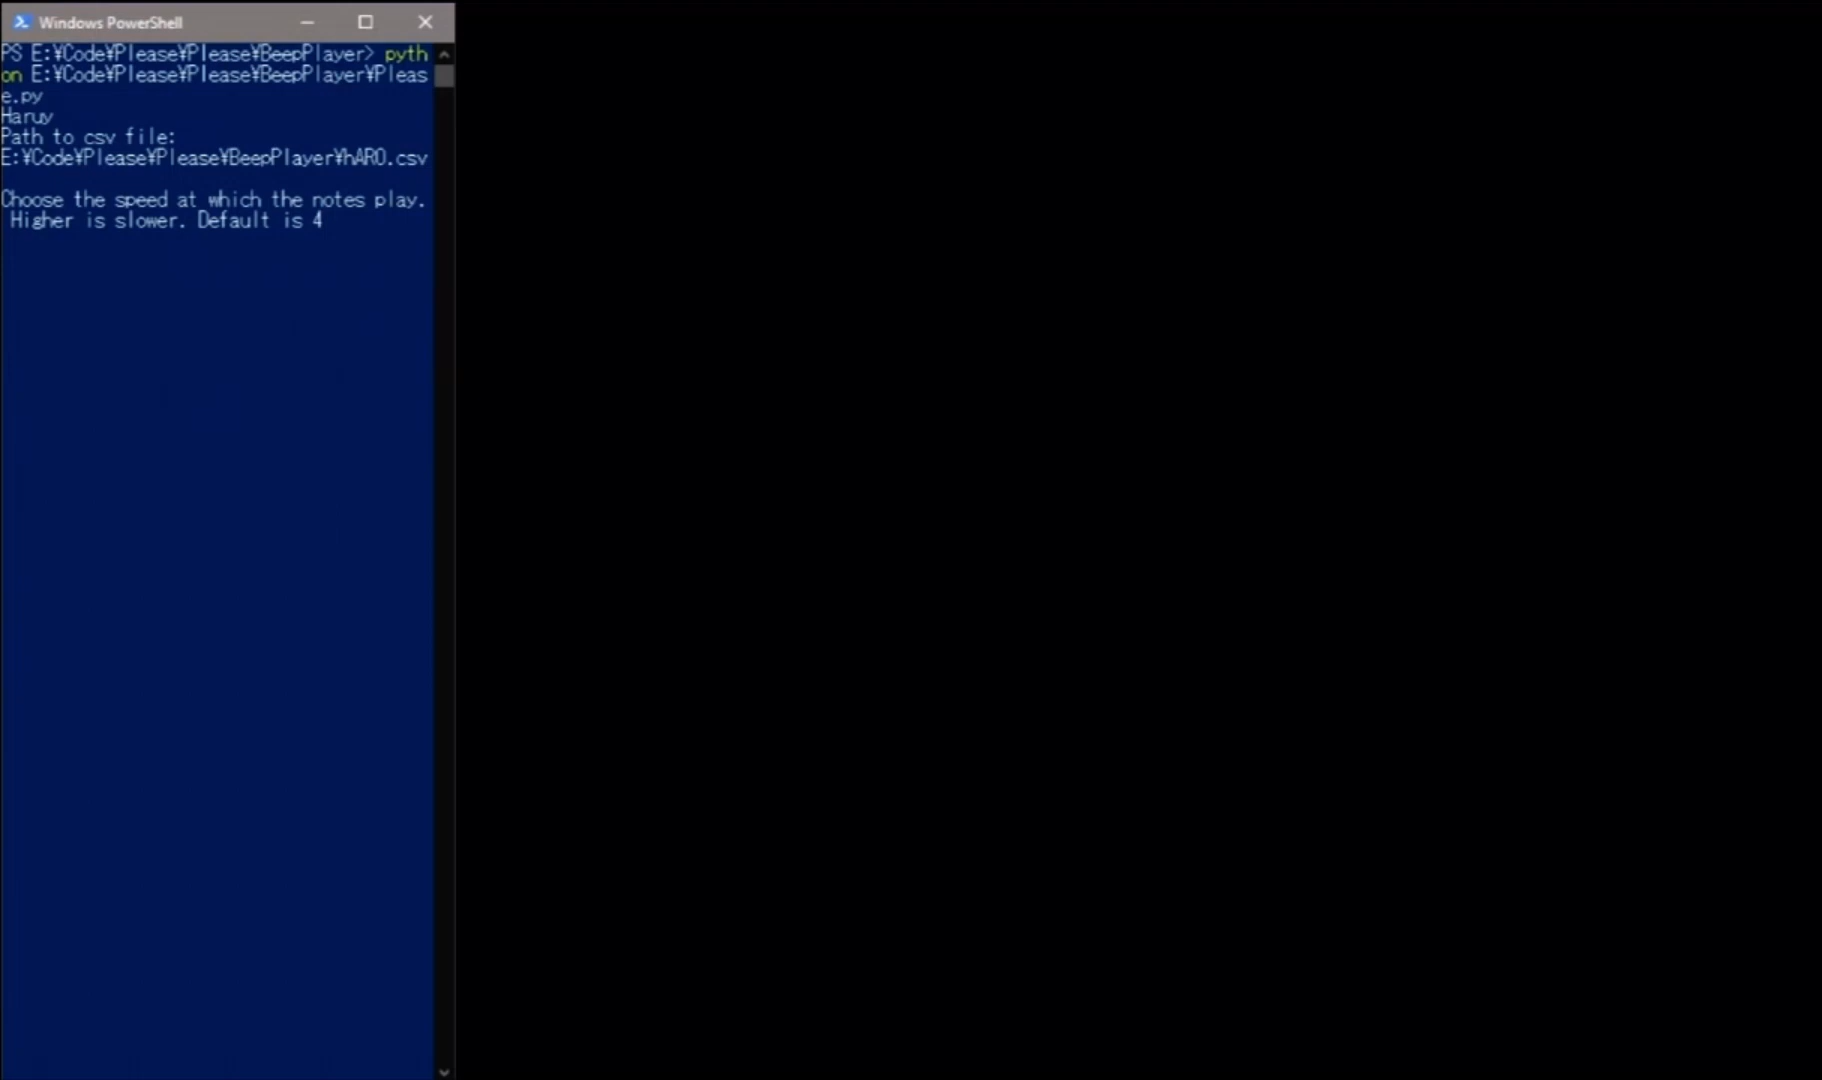 Windows PowerShell
PS E:¥Code¥Please¥Please¥BeepPlayer> pyth
on E:¥Code¥Please¥Please¥BeepPlayer¥Pleas
e.py
Haruy
Path to csv file:
E:¥Code¥Please¥Please¥BeepPlayer¥hARO.csv
Choose the speed at which the notes play.
Higher is slower. Default is 4